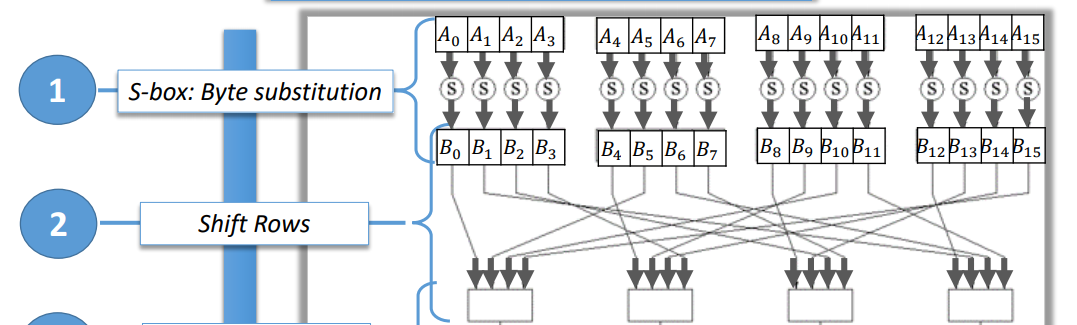 A₀ A₁ A₂ A₃ A₄ A₅ A₆ A₇ A₈ A₉ A₁₀ A₁₁ A₁₂ A₁₃ A₁₄ A₁₅
1 S-box: Byte substitution S S S S S S S S S S S S S S S S
B₀ B₁ B₂ B₃ B₄ B₅ B₆ B₇ B₈ B₉ B₁₀ B₁₁ B₁₂ B₁₃ B₁₄ B₁₅
2 Shift Rows